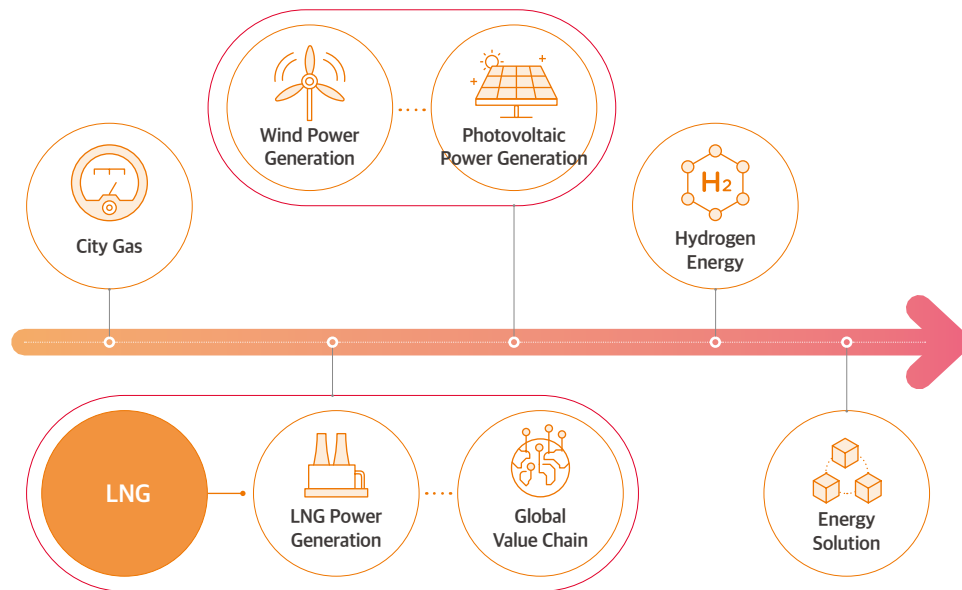 Wind Power
Generation
Photovoltaic
Power Generation
City Gas
H2
Hydrogen
Energy
LNG
LNG Power
Generation
Global
Value Chain
Energy
Solution